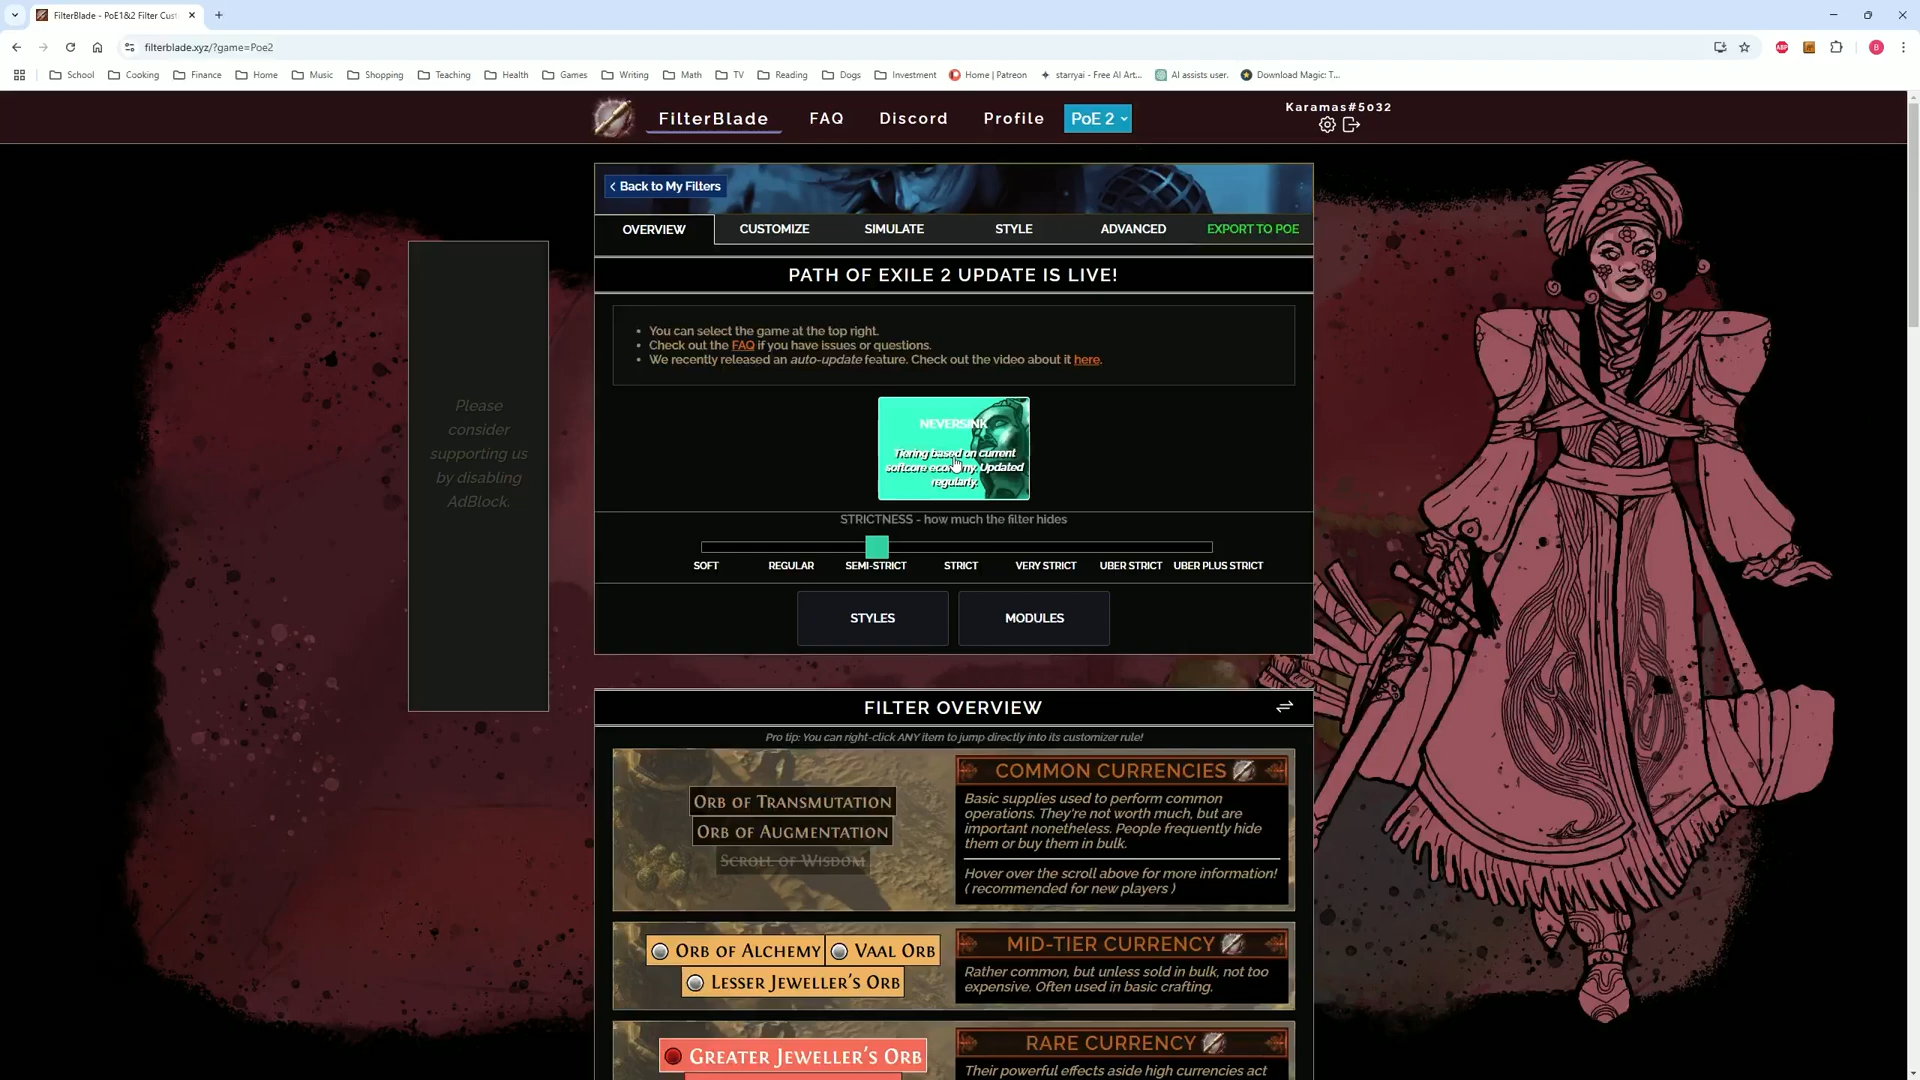 FilterBlade - PoE1&2 Filter Cust
filterblade.xyz/?game=Poe2
ABP
B
School
Cooking
Finance
Home
Music
Shopping
Teaching
Health
Games
Writing
Math
TV
Reading
Dogs
Investment
Home | Patreon
starryai - Free AI Art...
AI assists user.
Download Magic: T...
FilterBlade
FAQ
Discord
Profile
PoE 2
Karamas#5032
Back to My Filters
OVERVIEW
CUSTOMIZE
SIMULATE
STYLE
ADVANCED
EXPORT TO POE
PATH OF EXILE 2 UPDATE IS LIVE!
• You can select the game at the top right.
• Check out the FAQ if you have issues or questions.
• We recently released an auto-update feature. Check out the video about it here.
Please
consider
supporting us
by disabling
AdBlock.
NEVERSINK
Tiering based on current
softcore economy. Updated
regularly.
STRICTNESS - how much the filter hides
SOFT
REGULAR
SEMI-STRICT
STRICT
VERY STRICT
UBER STRICT
UBER PLUS STRICT
STYLES
MODULES
FILTER OVERVIEW
Pro tip: You can right-click ANY item to jump directly into its customizer rule!
ORB OF TRANSMUTATION
ORB OF AUGMENTATION
SCROLL OF WISDOM
COMMON CURRENCIES
Basic supplies used to perform common
operations. They're not worth much, but are
important nonetheless. People frequently hide
them or buy them in bulk.
Hover over the scroll above for more information!
( recommended for new players )
ORB OF ALCHEMY
VAAL ORB
LESSER JEWELLER'S ORB
MID-TIER CURRENCY
Rather common, but unless sold in bulk, not too
expensive. Often used in basic crafting.
GREATER JEWELLER'S ORB
RARE CURRENCY
Their powerful effects aside high currencies act